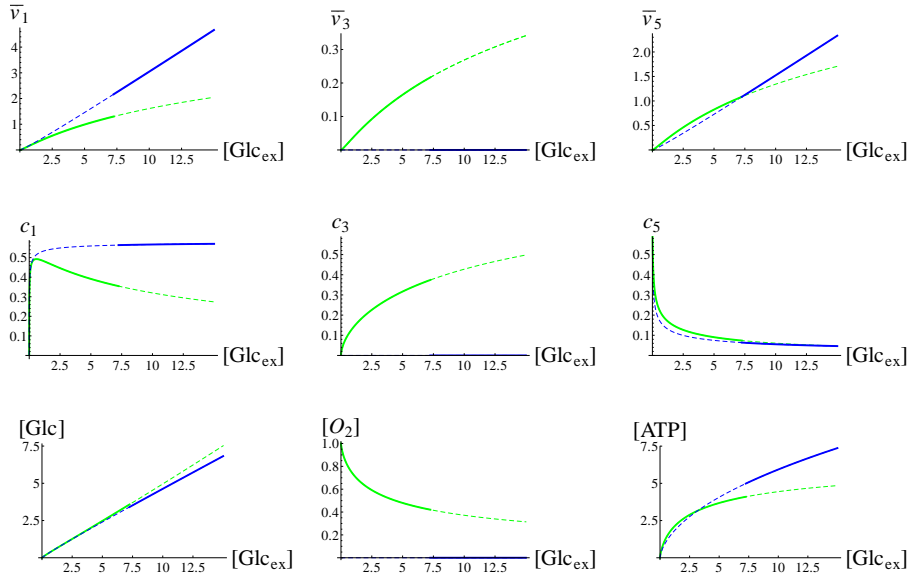 v̅₁ v̅₃ v̅₅
4 3 2 1
0.3 0.2 0.1
2.0 1.5 1.0 0.5
2.5 5 7.5 10 12.5 [Glcₑₓ] 2.5 5 7.5 10 12.5 [Glcₑₓ] 2.5 5 7.5 10 12.5 [Glcₑₓ]
c₁ c₃ c₅
0.5 0.4 0.3 0.2 0.1
0.5 0.4 0.3 0.2 0.1
0.5 0.4 0.3 0.2 0.1
2.5 5 7.5 10 12.5 [Glcₑₓ] 2.5 5 7.5 10 12.5 [Glcₑₓ] 2.5 5 7.5 10 12.5 [Glcₑₓ]
[Glc] [O₂] [ATP]
7.5 5 2.5
1.0 0.8 0.6 0.4 0.2
7.5 5 2.5
2.5 5 7.5 10 12.5 [Glcₑₓ] 2.5 5 7.5 10 12.5 [Glcₑₓ] 2.5 5 7.5 10 12.5 [Glcₑₓ]